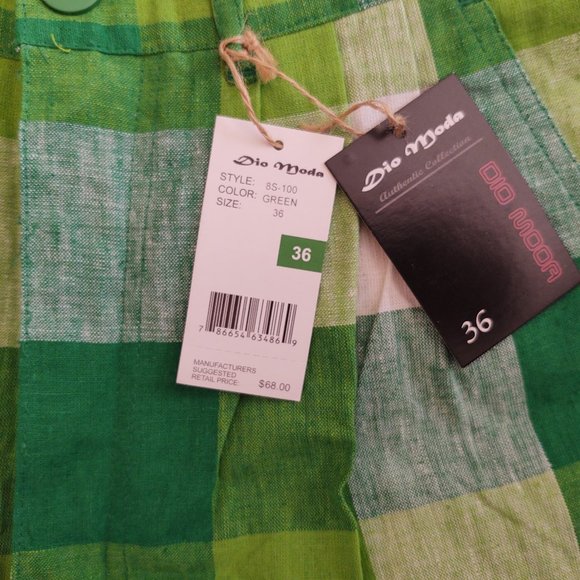 Dio Moda
STYLE: 8S-100
COLOR: GREEN
SIZE: 36
36
7 86654 63486 9
MANUFACTURERS
SUGGESTED
RETAIL PRICE: $68.00
Dio Moda
Authentic Collection
DIO MODA
36